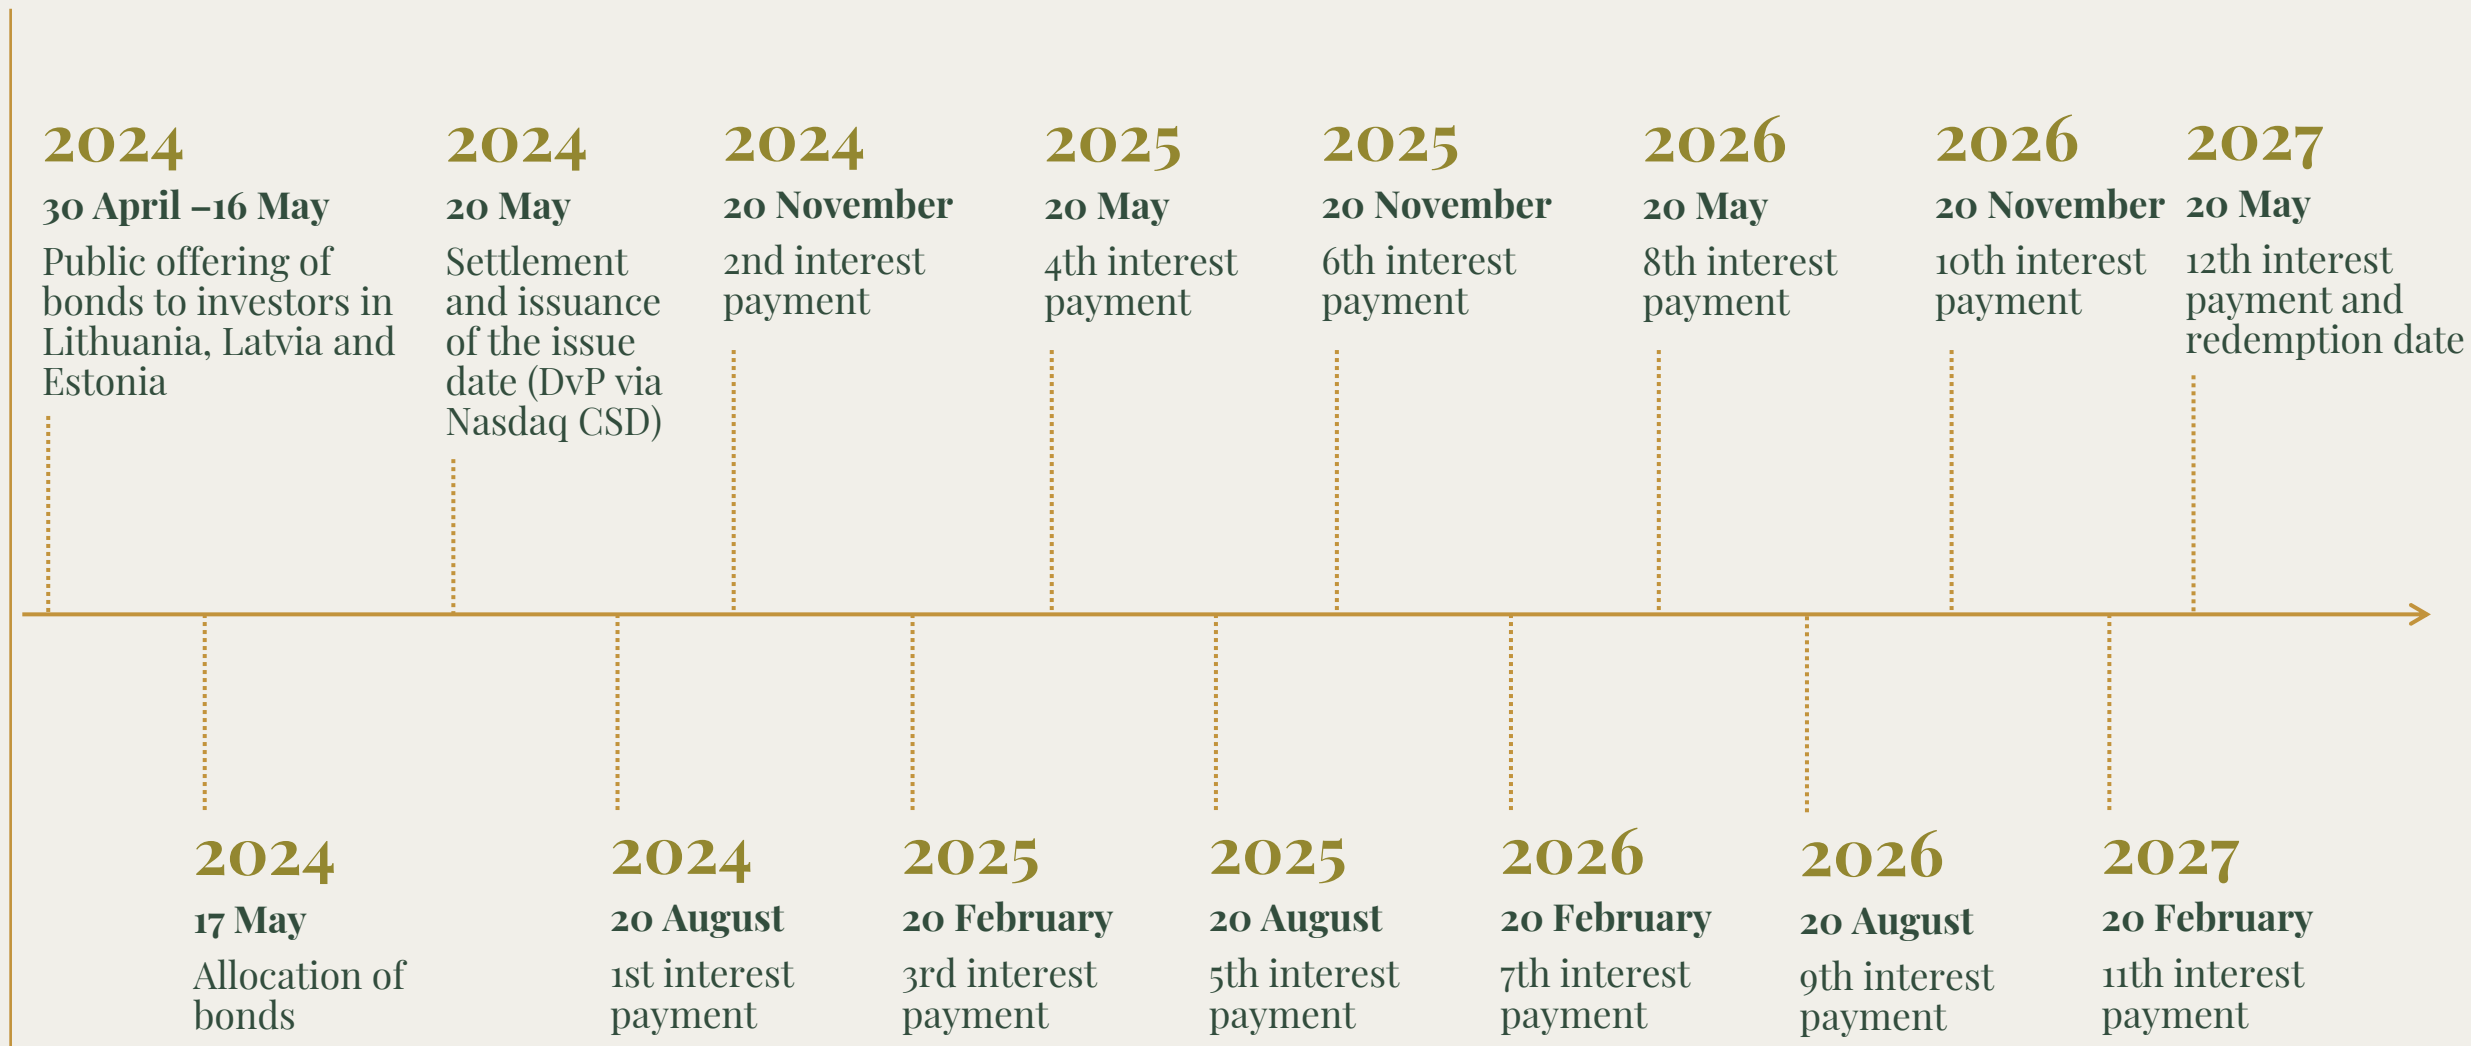 2024
30 April –16 May
Public offering of
bonds to investors in
Lithuania, Latvia and
Estonia
2024
20 May
Settlement
and issuance
of the issue
date (DvP via
Nasdaq CSD)
2024
20 November
2nd interest
payment
2025
20 May
4th interest
payment
2025
20 November
6th interest
payment
2026
20 May
8th interest
payment
2026
20 November
10th interest
payment
2027
20 May
12th interest
payment and
redemption date
2024
17 May
Allocation of
bonds
2024
20 August
1st interest
payment
2025
20 February
3rd interest
payment
2025
20 August
5th interest
payment
2026
20 February
7th interest
payment
2026
20 August
9th interest
payment
2027
20 February
11th interest
payment